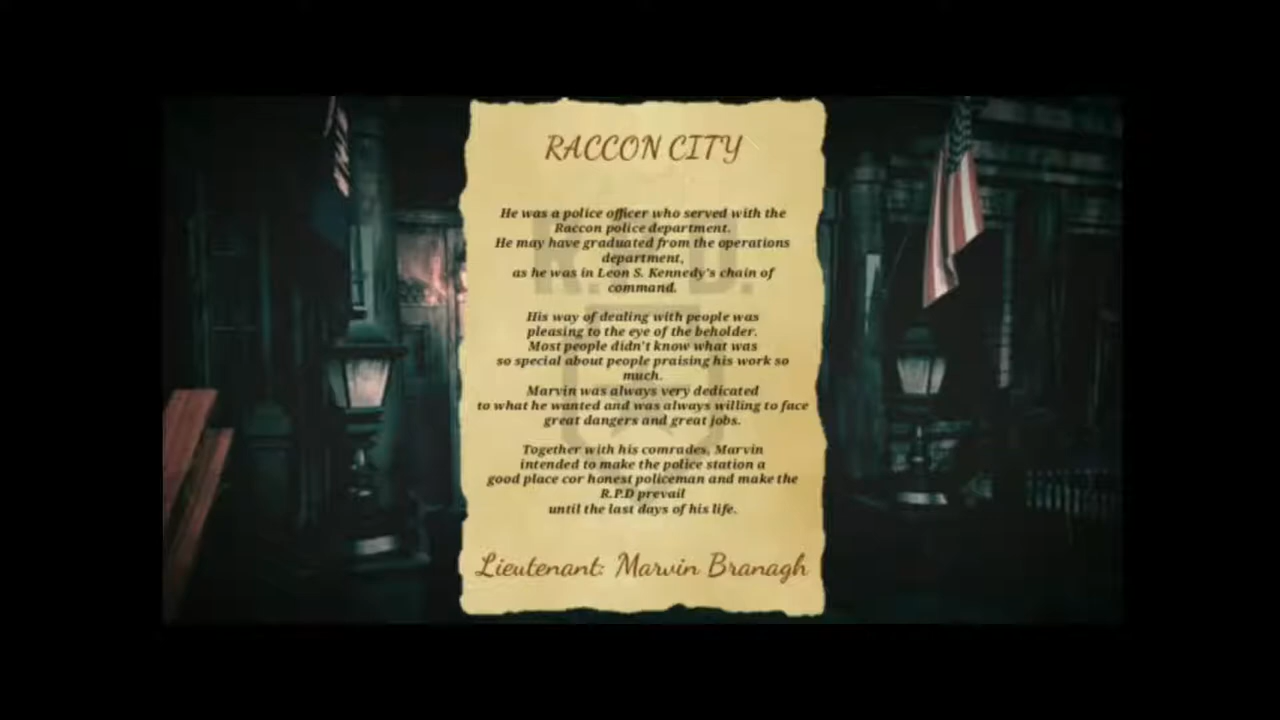 RACCON CITY
He was a police officer who served with the
Raccon police department.
He may have graduated from the operations
department,
as he was in Leon S. Kennedy's chain of
command.
His way of dealing with people was
pleasing to the eye of the beholder.
Most people didn't know what was
so special about people praising his work so
much.
Marvin was always very dedicated
to what he wanted and was always willing to face
great dangers and great jobs.
Together with his comrades, Marvin
intended to make the police station a
good place cor honest policeman and make the
R.P.D prevail
until the last days of his life.
Lieutenant: Marvin Branagh
R.P.D.